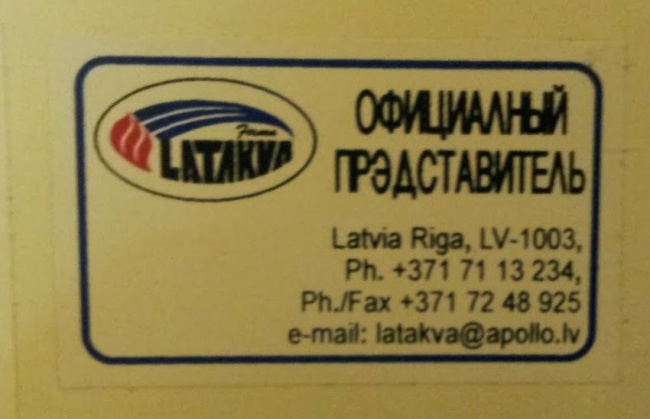 Firma
LATAKVA
ОФИЦИАЛНЫЙ
ПРЭДСТАВИТЕЛЬ
Latvia Riga, LV-1003,
Ph. +371 71 13 234,
Ph./Fax +371 72 48 925
e-mail: latakva@apollo.lv